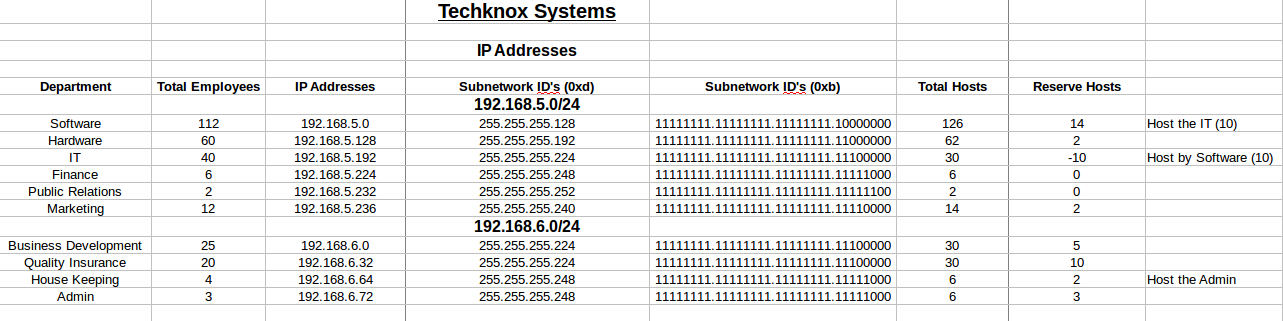 Techknox Systems
IP Addresses
Department Total Employees IP Addresses Subnetwork ID's (0xd) Subnetwork ID's (0xb) Total Hosts Reserve Hosts
192.168.5.0/24
Software 112 192.168.5.0 255.255.255.128 11111111.11111111.11111111.10000000 126 14 Host the IT (10)
Hardware 60 192.168.5.128 255.255.255.192 11111111.11111111.11111111.11000000 62 2
IT 40 192.168.5.192 255.255.255.224 11111111.11111111.11111111.11100000 30 -10 Host by Software (10)
Finance 6 192.168.5.224 255.255.255.248 11111111.11111111.11111111.11111000 6 0
Public Relations 2 192.168.5.232 255.255.255.252 11111111.11111111.11111111.11111100 2 0
Marketing 12 192.168.5.236 255.255.255.240 11111111.11111111.11111111.11110000 14 2
192.168.6.0/24
Business Development 25 192.168.6.0 255.255.255.224 11111111.11111111.11111111.11100000 30 5
Quality Insurance 20 192.168.6.32 255.255.255.224 11111111.11111111.11111111.11100000 30 10
House Keeping 4 192.168.6.64 255.255.255.248 11111111.11111111.11111111.11111000 6 2 Host the Admin
Admin 3 192.168.6.72 255.255.255.248 11111111.11111111.11111111.11111000 6 3